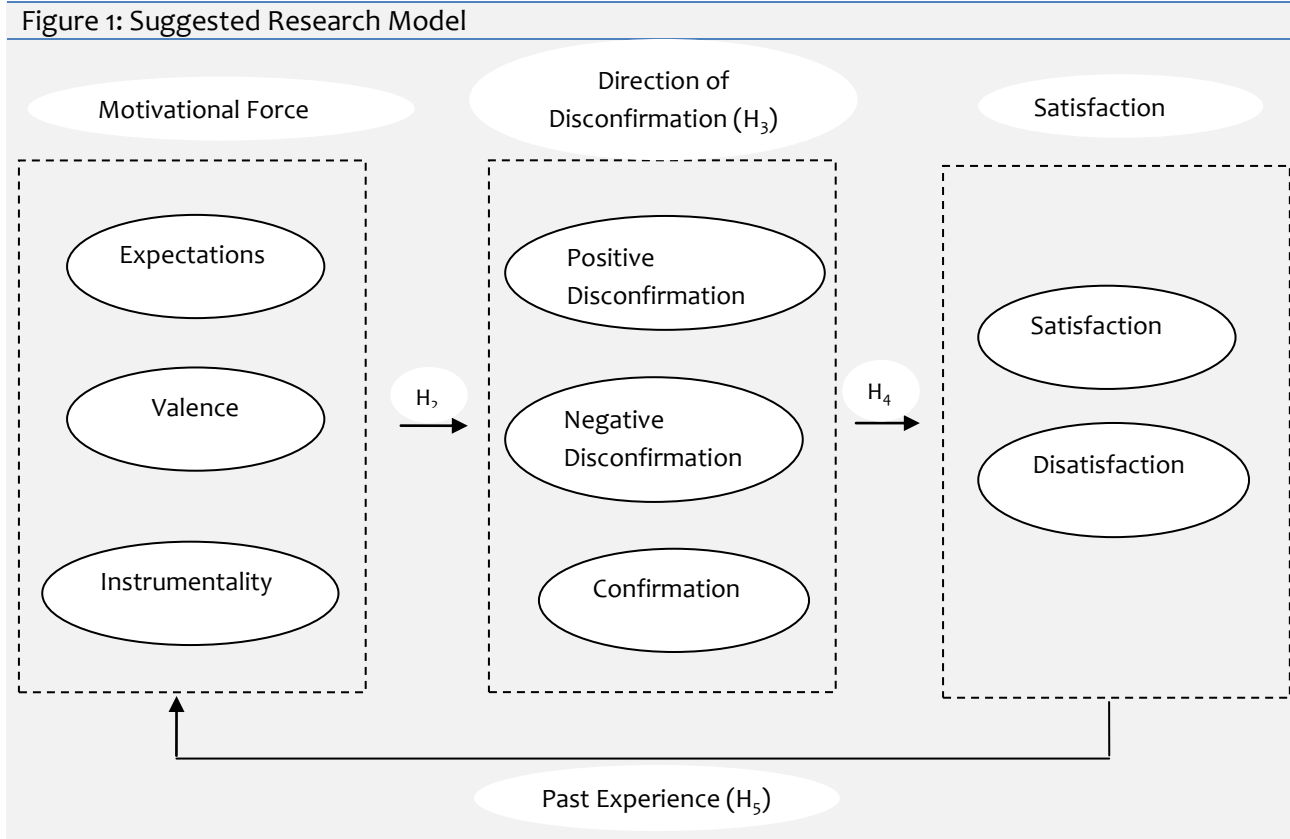 Figure 1: Suggested Research Model
Motivational Force
Direction of
Disconfirmation (H₃)
Satisfaction
Expectations
Valence
Instrumentality
H₂
Positive
Disconfirmation
Negative
Disconfirmation
Confirmation
H₄
Satisfaction
Disatisfaction
Past Experience (H₅)